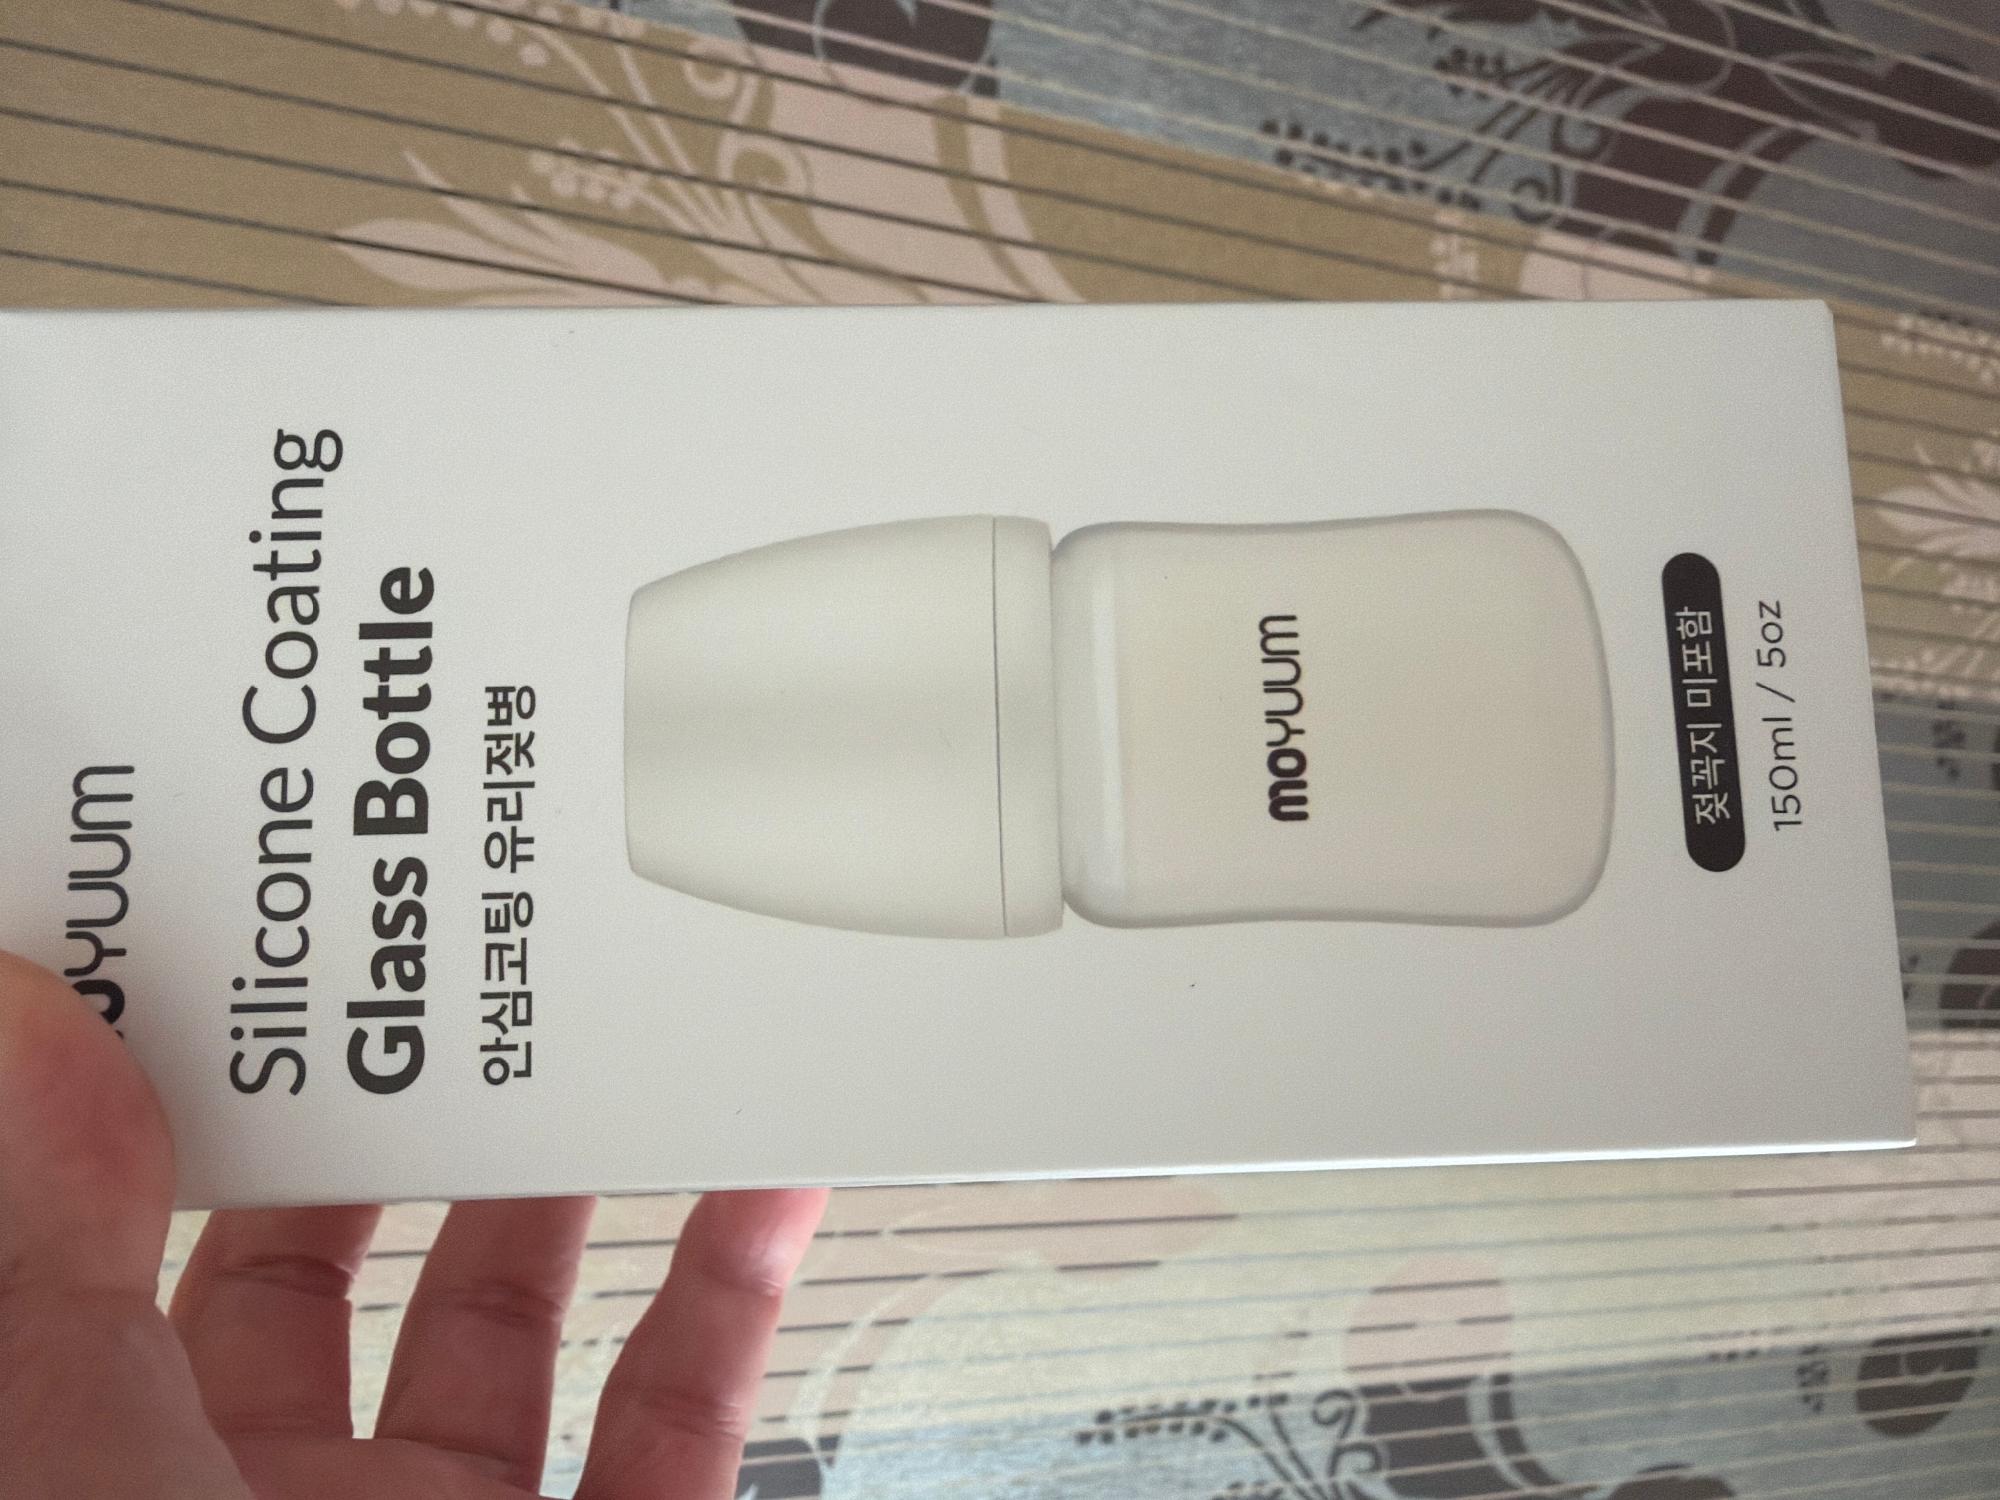 moyuum
Silicone Coating
Glass Bottle
안심코팅 유리젖병
moyuum
젖꼭지 미포함
150ml / 5oz